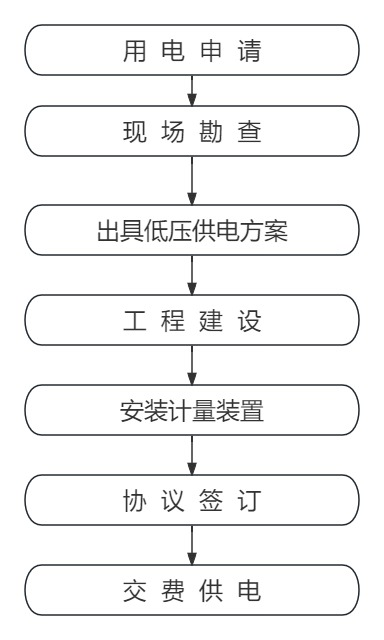 用电申请
现场勘查
出具低压供电方案
工程建设
安装计量装置
协议签订
交费供电